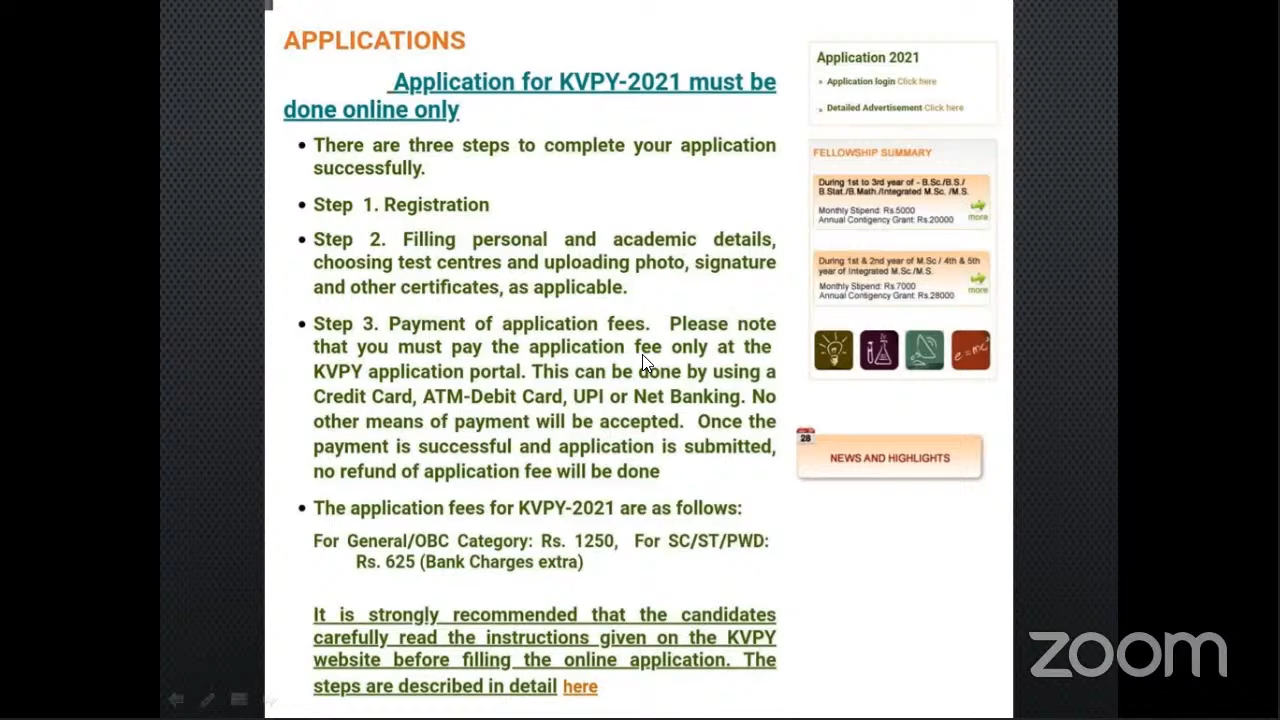 APPLICATIONS
Application for KVPY-2021 must be
done online only
• There are three steps to complete your application
successfully.
• Step 1. Registration
• Step 2. Filling personal and academic details,
choosing test centres and uploading photo, signature
and other certificates, as applicable.
• Step 3. Payment of application fees. Please note
that you must pay the application fee only at the
KVPY application portal. This can be done by using a
Credit Card, ATM-Debit Card, UPI or Net Banking. No
other means of payment will be accepted. Once the
payment is successful and application is submitted,
no refund of application fee will be done
• The application fees for KVPY-2021 are as follows:
For General/OBC Category: Rs. 1250, For SC/ST/PWD:
Rs. 625 (Bank Charges extra)
It is strongly recommended that the candidates
carefully read the instructions given on the KVPY
website before filling the online application. The
steps are described in detail here
Application 2021
Application login Click here
Detailed Advertisement Click here
FELLOWSHIP SUMMARY
During 1st to 3rd year of - B.Sc./B.S./
B.Stat./B.Math./Integrated M.Sc. /M.S.
Monthly Stipend: Rs.5000
Annual Contigency Grant: Rs.20000
more
During 1st & 2nd year of M.Sc / 4th & 5th
year of Integrated M.Sc./M.S.
Monthly Stipend: Rs.7000
Annual Contigency Grant: Rs.28000
more
e=mc²
28
NEWS AND HIGHLIGHTS
zoom